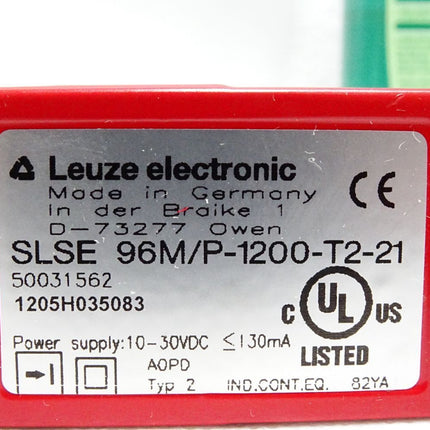 Leuze electronic
Made in Germany
In der Braike 1
D-73277 Owen
CE
SLSE 96M/P-1200-T2-21
50031562
1205H035083
C UL US
LISTED
Power supply:10-30VDC ≤130mA
AOPD
Typ 2 IND.CONT.EQ. 82YA